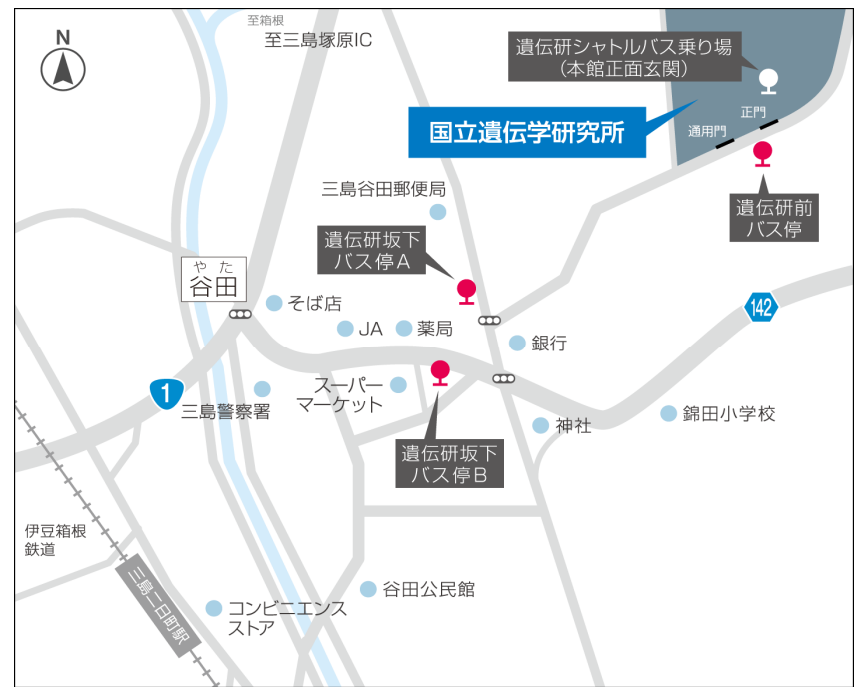 至箱根
至三島塚原IC
N
遺伝研シャトルバス乗り場
(本館正面玄関)
正門
通用門
国立遺伝学研究所
三島谷田郵便局
遺伝研前
バス停
遺伝研坂下
バス停A
やた
谷田
そば店
JA
薬局
銀行
142
1
三島警察署
スーパー
マーケット
神社
錦田小学校
遺伝研坂下
バス停B
伊豆箱根
鉄道
三島二日町駅
谷田公民館
コンビニエンス
ストア